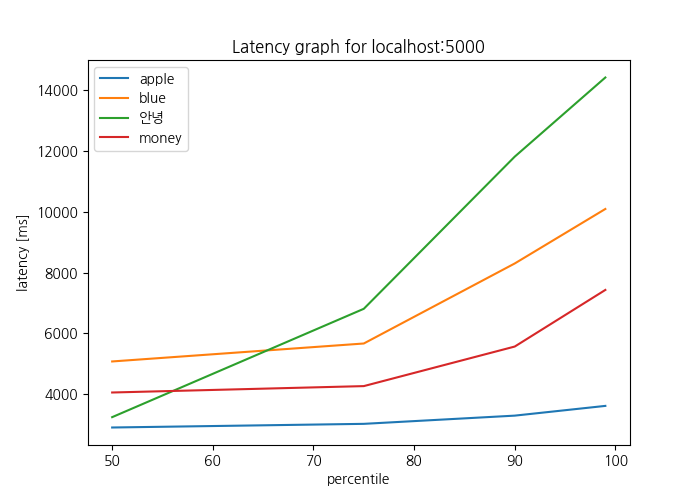 Latency graph for localhost:5000
apple
blue
안녕
money
14000
12000
10000
8000
6000
4000
latency [ms]
50 60 70 80 90 100
percentile